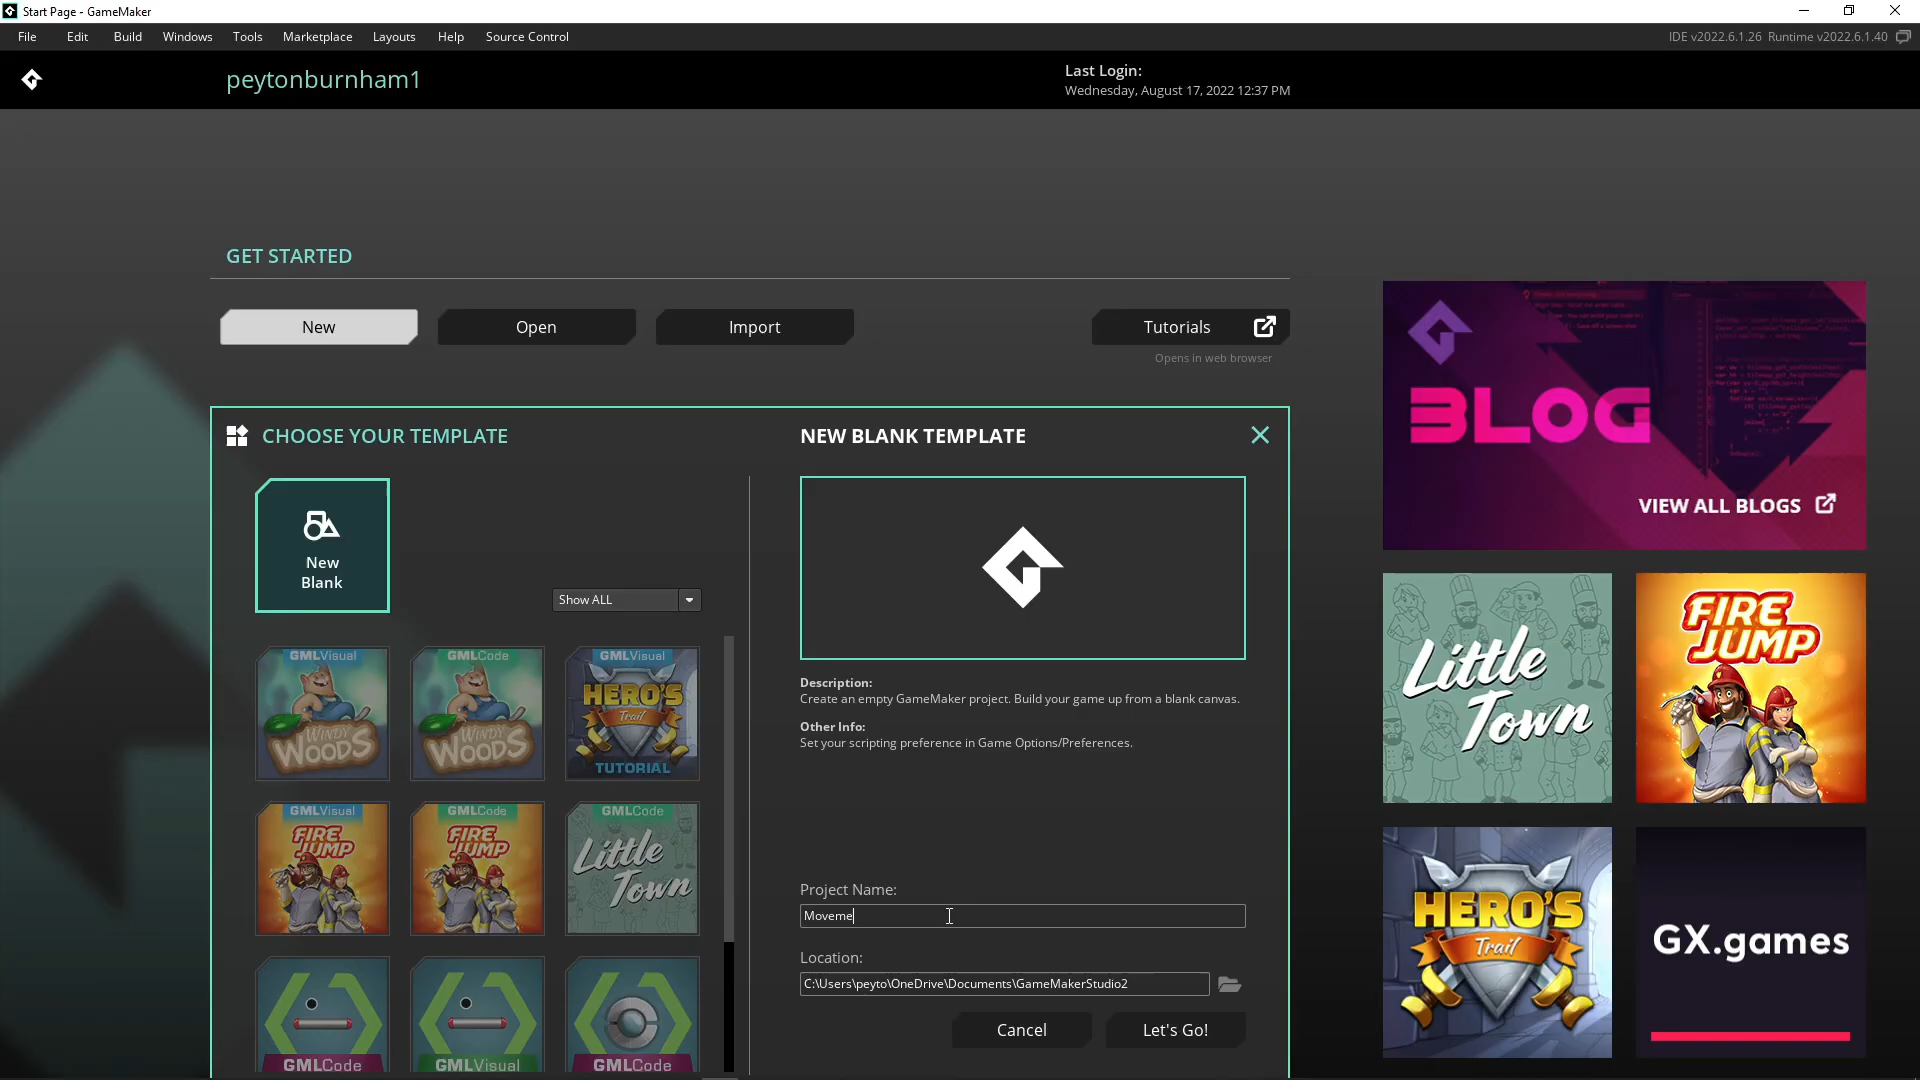 Start Page - GameMaker
File Edit Build Windows Tools Marketplace Layouts Help Source Control
IDE v2022.6.1.26 Runtime v2022.6.1.40
peytonburnham1
Last Login:
Wednesday, August 17, 2022 12:37 PM
GET STARTED
New
Open
Import
Tutorials
Opens in web browser
CHOOSE YOUR TEMPLATE
New
Blank
Show ALL
GMLVisual
WINDY
WOODS
GMLCode
WINDY
WOODS
GMLVisual
HERO'S
Trail
TUTORIAL
GMLVisual
FIRE
JUMP
GMLCode
FIRE
JUMP
GMLCode
Little
Town
GMLCode
GMLVisual
GMLCode
NEW BLANK TEMPLATE
Description:
Create an empty GameMaker project. Build your game up from a blank canvas.
Other Info:
Set your scripting preference in Game Options/Preferences.
Project Name:
Moveme
Location:
C:\Users\peyto\OneDrive\Documents\GameMakerStudio2
Cancel
Let's Go!
BLOG
VIEW ALL BLOGS
Little
Town
FIRE
JUMP
HERO'S
Trail
GX.games